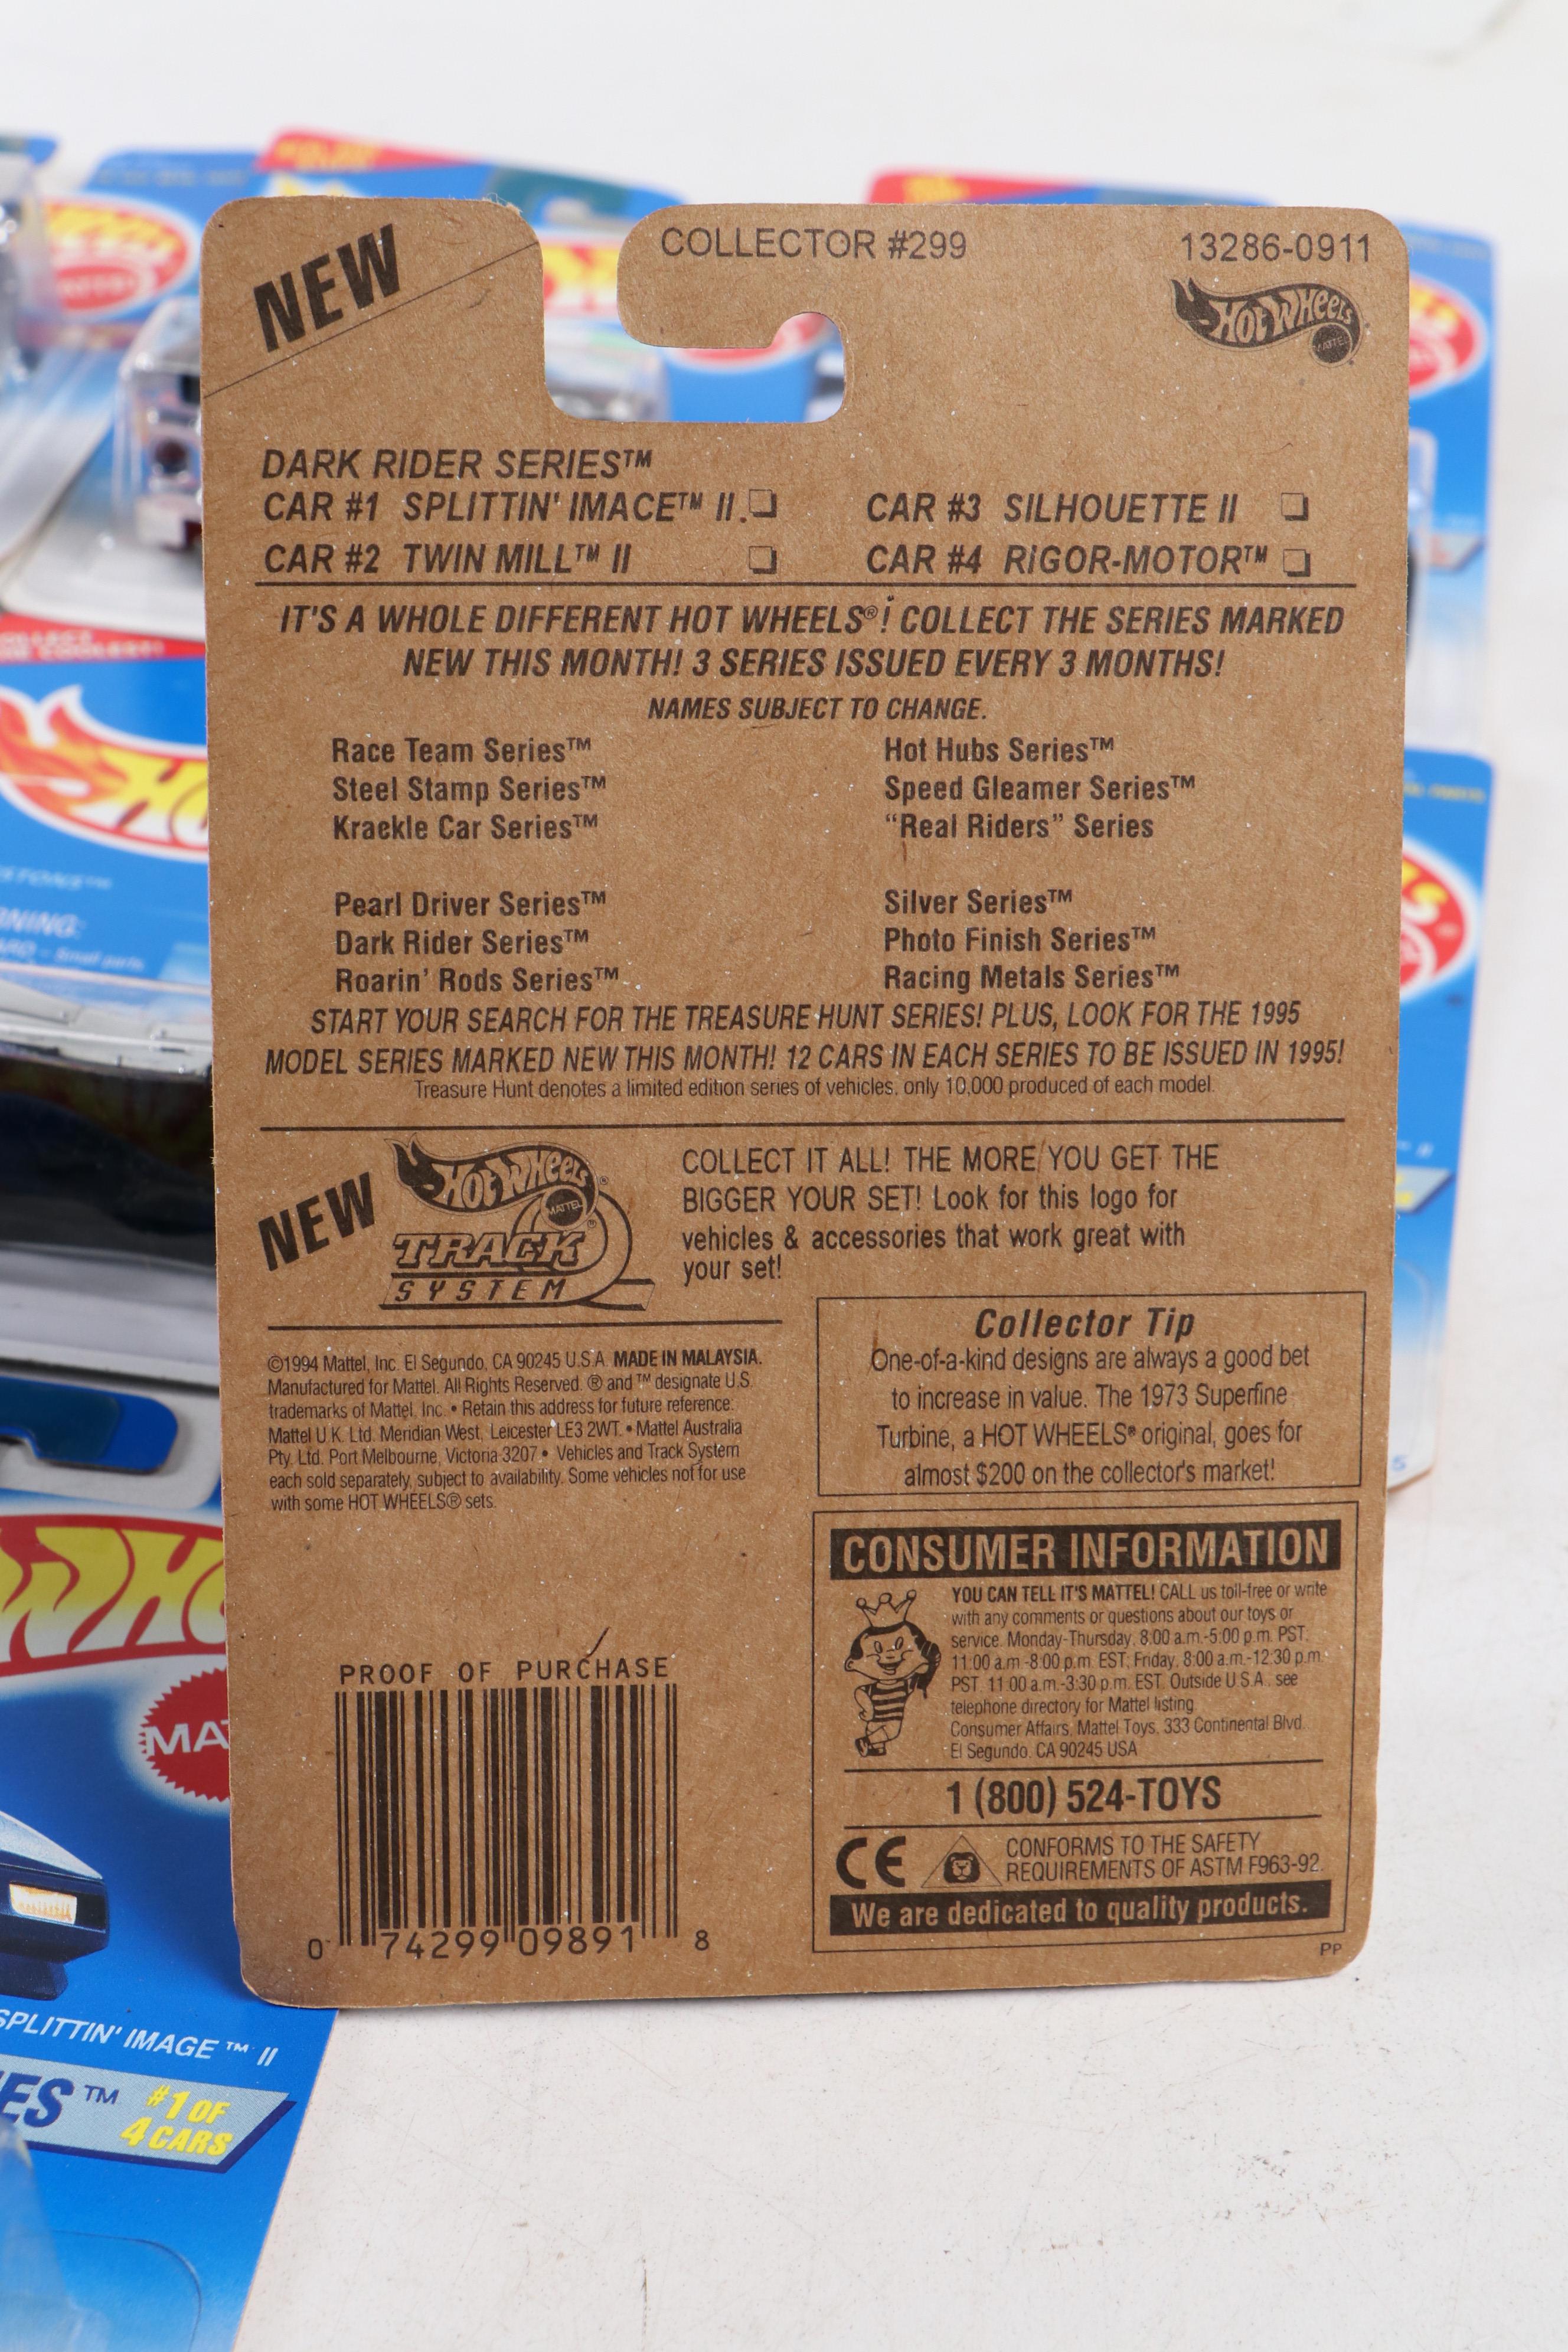 NEW
COLLECTOR #299
13286-0911
HOT WHEELS
MATTEL
DARK RIDER SERIES™
CAR #1 SPLITTIN' IMACE™ II.
CAR #3 SILHOUETTE II
CAR #2 TWIN MILL™ II
CAR #4 RIGOR-MOTOR™
IT'S A WHOLE DIFFERENT HOT WHEELS®! COLLECT THE SERIES MARKED
NEW THIS MONTH! 3 SERIES ISSUED EVERY 3 MONTHS!
NAMES SUBJECT TO CHANGE.
Race Team Series™
Hot Hubs Series™
Steel Stamp Series™
Speed Gleamer Series™
Krackle Car Series™
“Real Riders” Series
Pearl Driver Series™
Silver Series™
Dark Rider Series™
Photo Finish Series™
Roarin’ Rods Series™
Racing Metals Series™
START YOUR SEARCH FOR THE TREASURE HUNT SERIES! PLUS, LOOK FOR THE 1995
MODEL SERIES MARKED NEW THIS MONTH! 12 CARS IN EACH SERIES TO BE ISSUED IN 1995!
Treasure Hunt denotes a limited edition series of vehicles, only 10,000 produced of each model.
NEW
HOT WHEELS®
MATTEL
TRACK®
SYSTEM
COLLECT IT ALL! THE MORE YOU GET THE
BIGGER YOUR SET! Look for this logo for
vehicles & accessories that work great with
your set!
©1994 Mattel, Inc. El Segundo, CA 90245 U.S.A. MADE IN MALAYSIA.
Manufactured for Mattel. All Rights Reserved. ® and ™ designate U.S.
trademarks of Mattel, Inc. • Retain this address for future reference:
Mattel U.K. Ltd. Meridian West, Leicester LE3 2WT. • Mattel Australia
Pty. Ltd. Port Melbourne, Victoria 3207 • Vehicles and Track System
each sold separately, subject to availability. Some vehicles not for use
with some HOT WHEELS® sets.
Collector Tip
One-of-a-kind designs are always a good bet
to increase in value. The 1973 Superfine
Turbine, a HOT WHEELS® original, goes for
almost $200 on the collector's market!
CONSUMER INFORMATION
YOU CAN TELL IT'S MATTEL! CALL us toll-free or write
with any comments or questions about our toys or
service. Monday-Thursday, 8:00 a.m.-5:00 p.m. PST,
11:00 a.m.-8:00 p.m. EST; Friday, 8:00 a.m.-12:30 p.m.
PST, 11:00 a.m.-3:30 p.m. EST. Outside U.S.A., see
telephone directory for Mattel listing.
Consumer Affairs, Mattel Toys, 333 Continental Blvd.
El Segundo, CA 90245 USA
1 (800) 524-TOYS
CE
CONFORMS TO THE SAFETY
REQUIREMENTS OF ASTM F963-92.
We are dedicated to quality products.
PP
PROOF OF PURCHASE
0 74299 09891 8
MA
SPLITTIN' IMAGE™ II
ES™ #1 OF
4 CARS